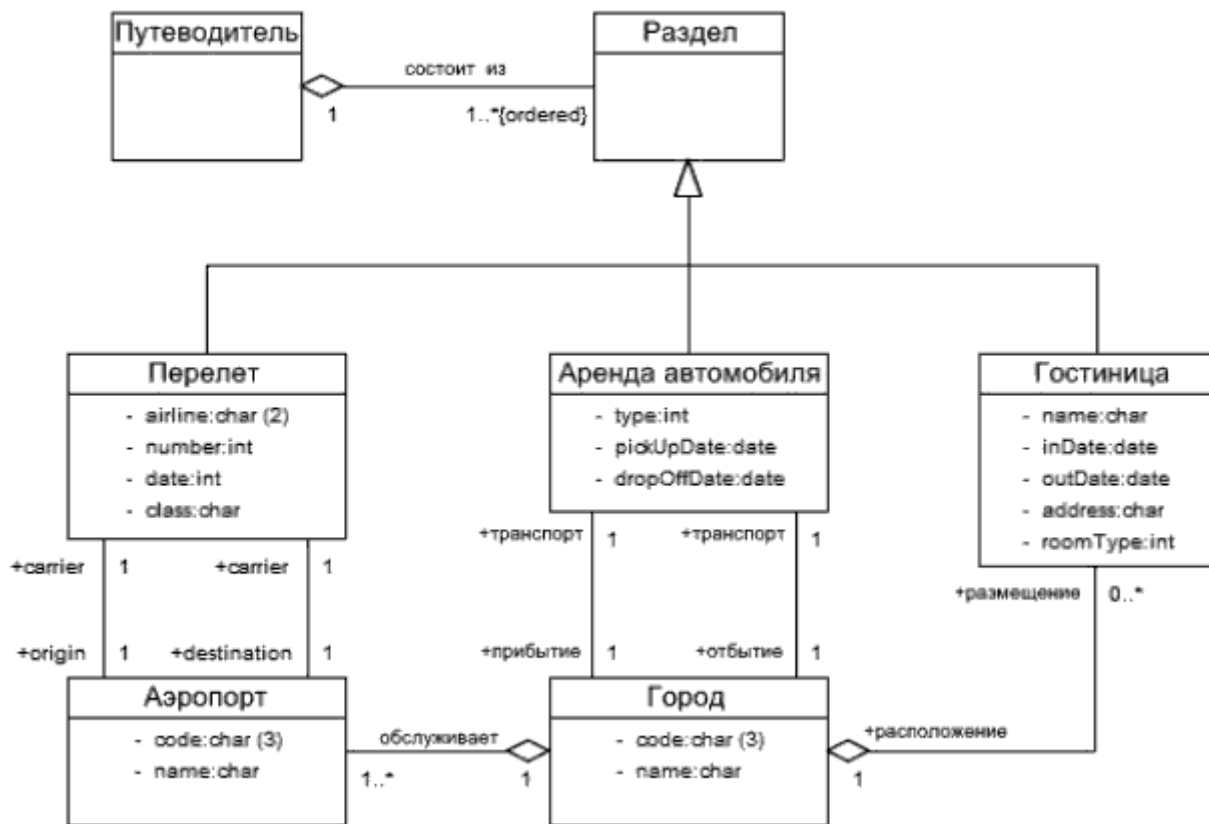 Путеводитель
Раздел
состоит из
1
1..*{ordered}
Перелет
- airline:char (2)
- number:int
- date:int
- class:char
Аренда автомобиля
- type:int
- pickUpDate:date
- dropOffDate:date
Гостиница
- name:char
- inDate:date
- outDate:date
- address:char
- roomType:int
+carrier 1 +carrier 1
+транспорт 1 +транспорт 1
+размещение 0..*
+origin 1 +destination 1
+прибытие 1 +отбытие 1
Аэропорт
- code:char (3)
- name:char
обслуживает
1..*
1
Город
- code:char (3)
- name:char
+расположение
1